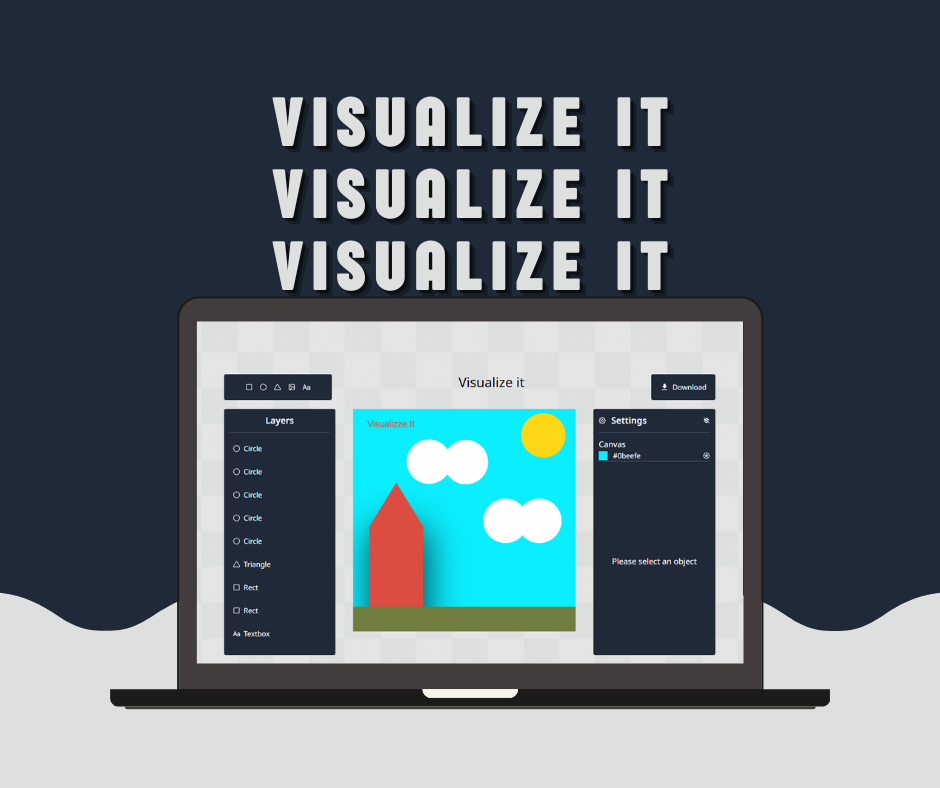 VISUALIZE IT
VISUALIZE IT
VISUALIZE IT
Visualize it
Aa
Download
Layers
Circle
Circle
Circle
Circle
Circle
Triangle
Rect
Rect
Aa Textbox
Visualizze it
Settings
Canvas
#0beefe
Please select an object